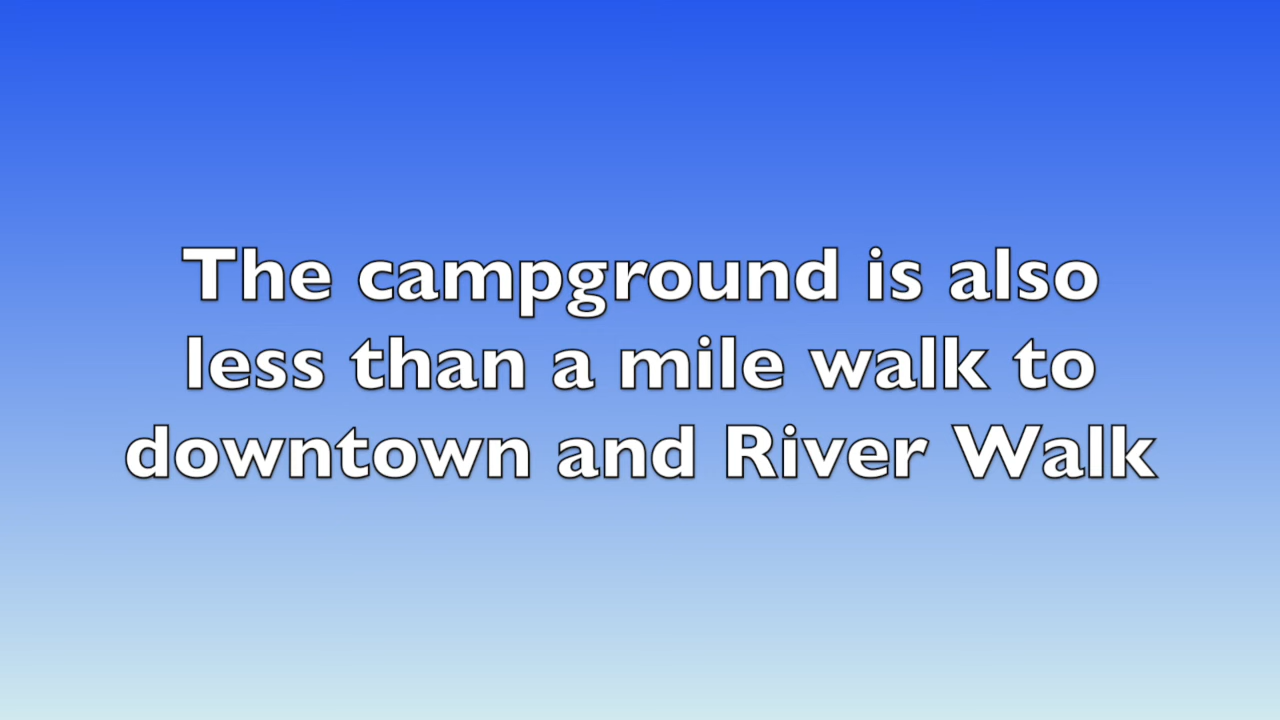 The campground is also
less than a mile walk to
downtown and River Walk